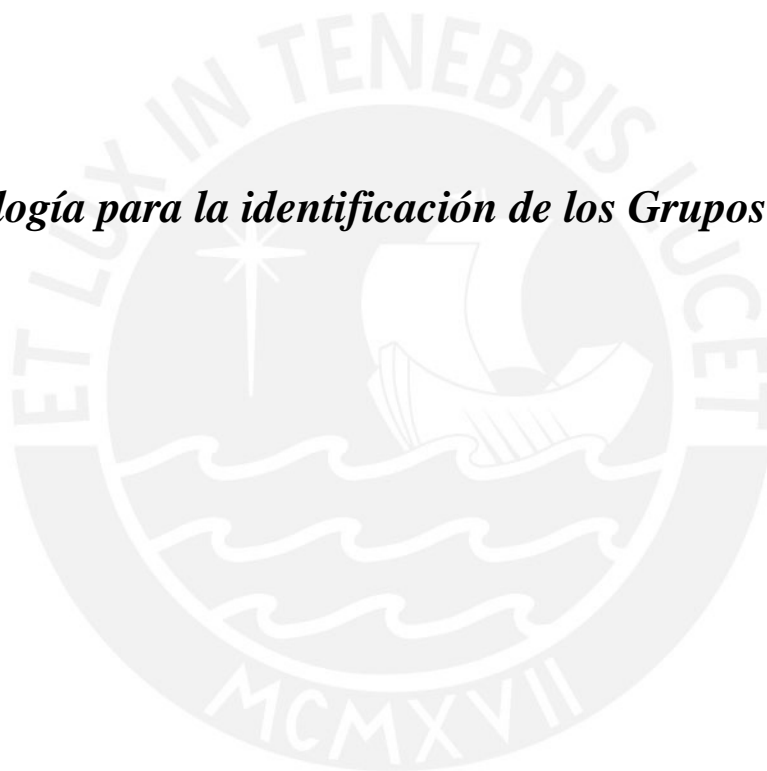 ET LUX IN TENEBRIS LUCET
logía para la identificación de los Grupos
MCMXVII